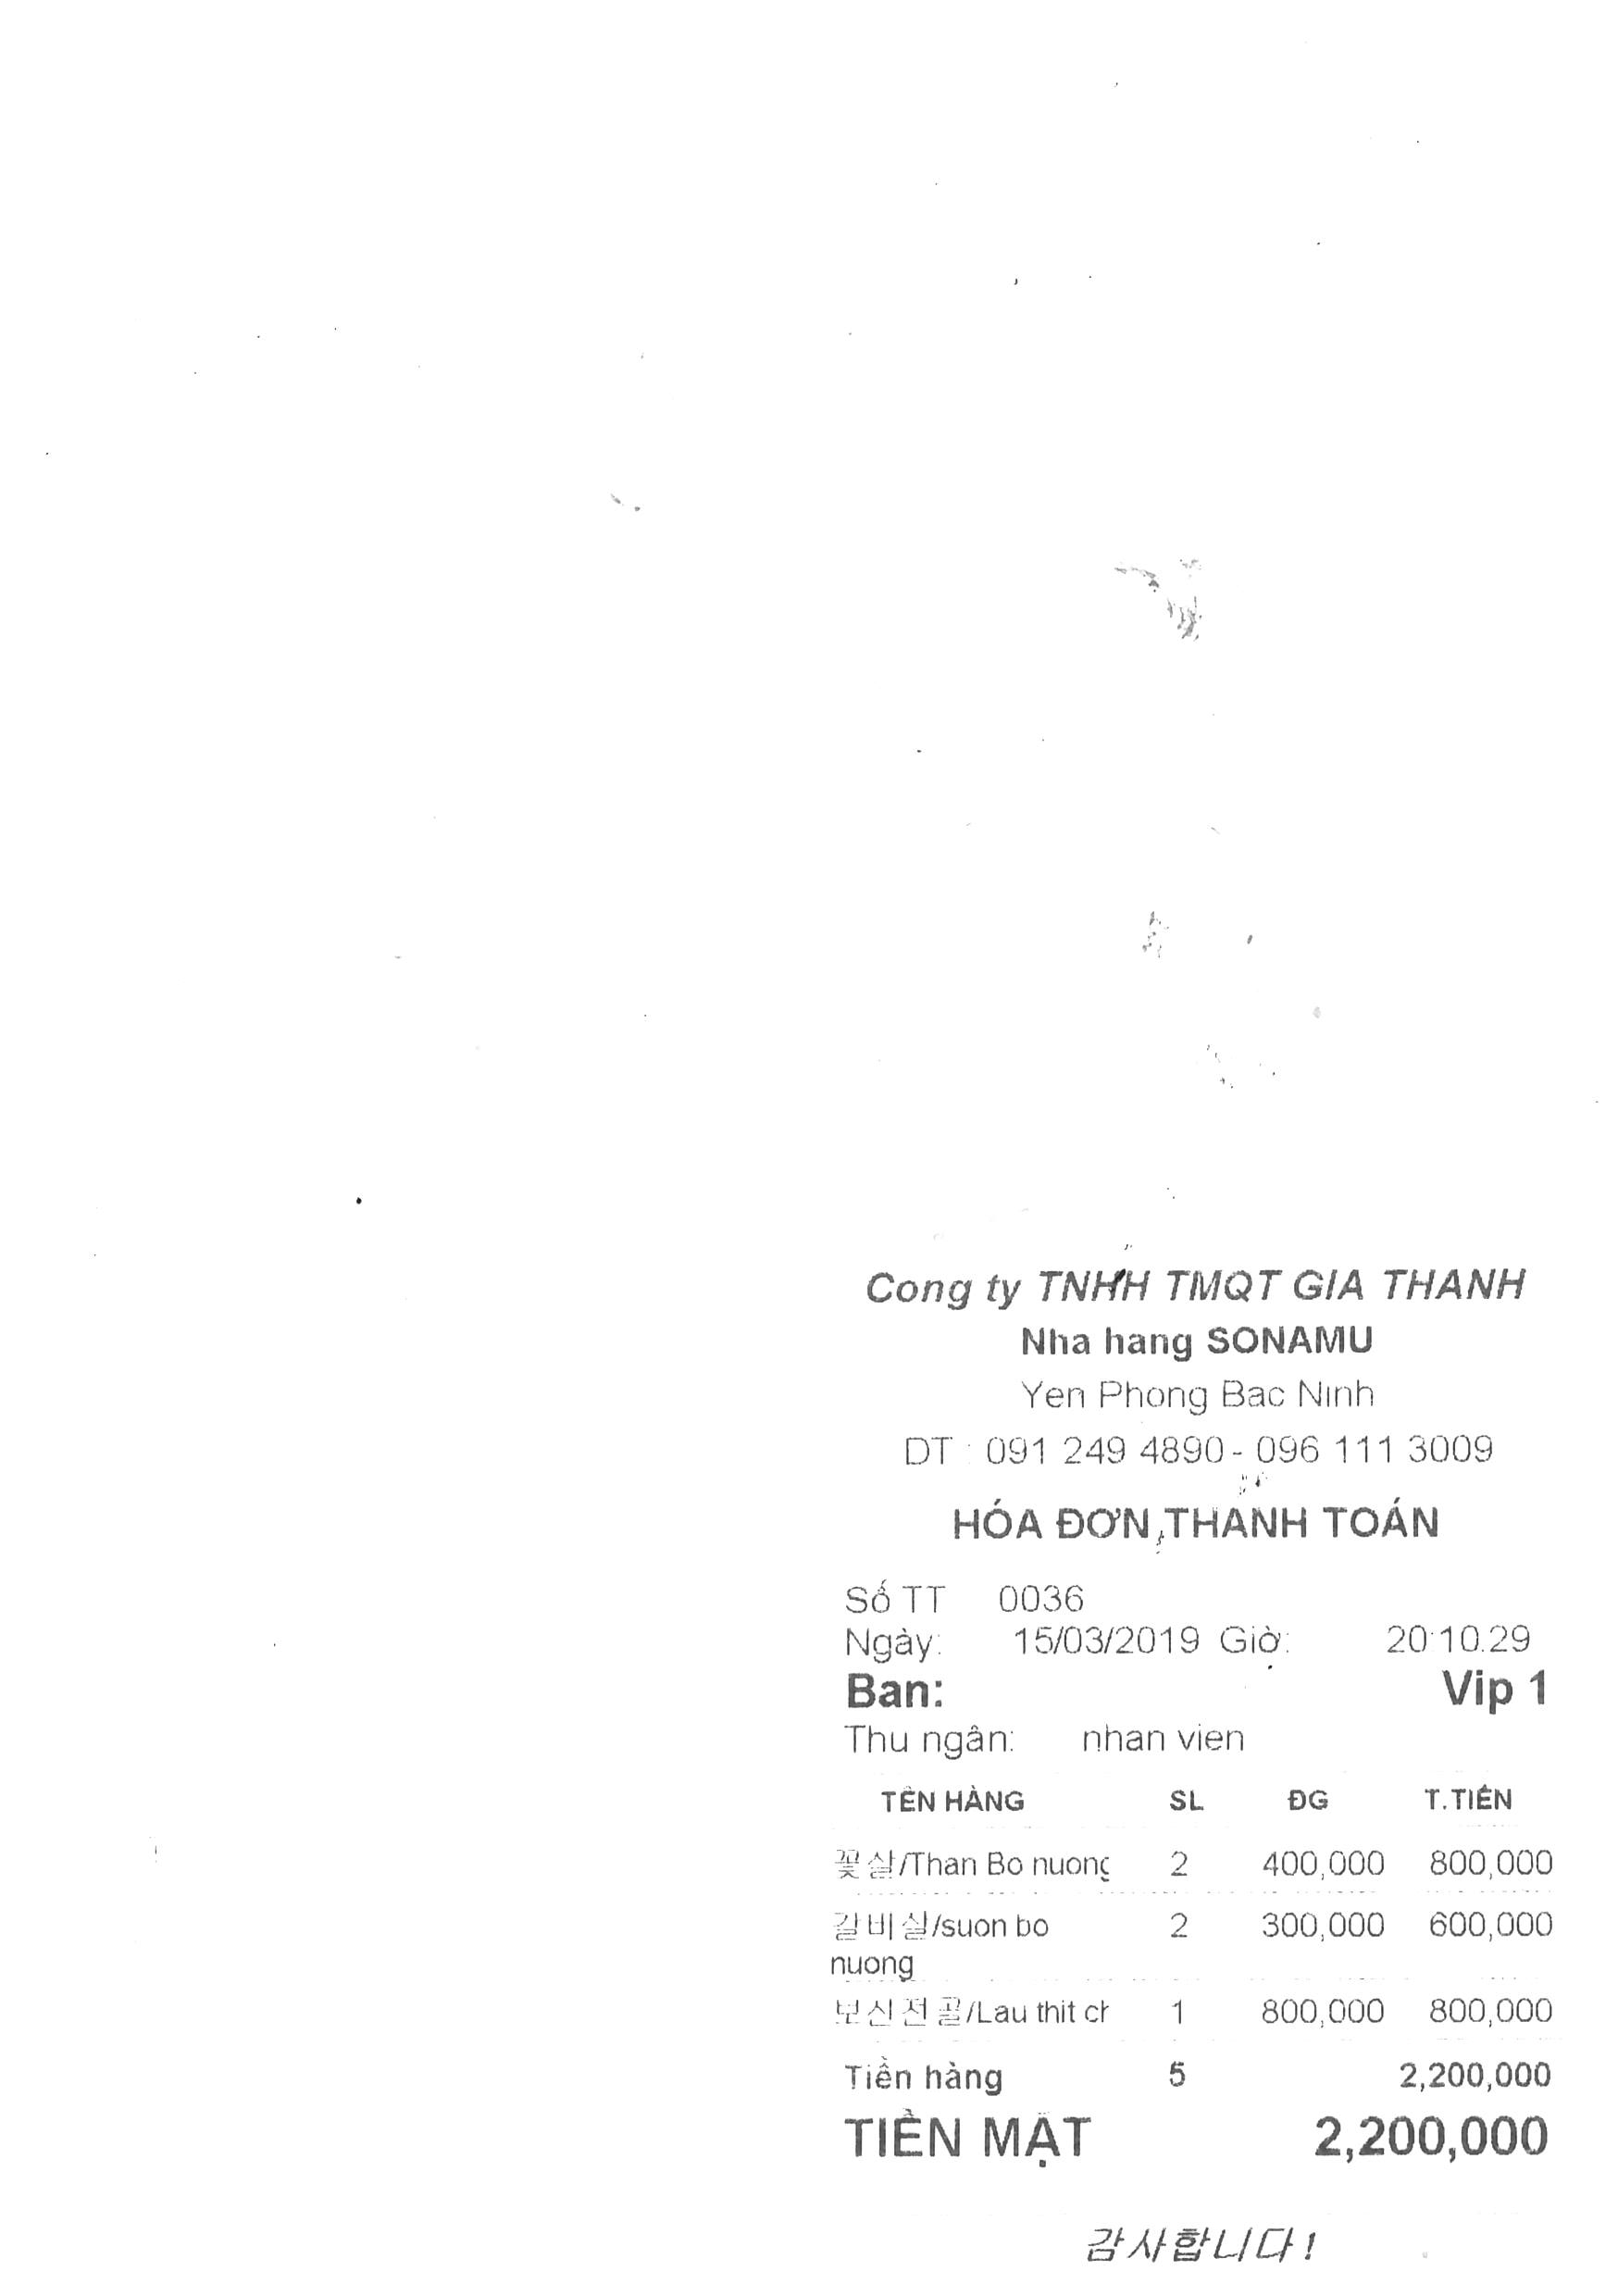 Cong ty TNHH TMQT GIA THANH
Nha hang SONAMU
Yen Phong Bac Ninh
DT : 091 249 4890 - 096 111 3009
HÓA ĐƠN THANH TOÁN
Số TT 0036
Ngày: 15/03/2019 Giờ: 20:10:29
Ban: Vip 1
Thu ngân: nhan vien
TÊN HÀNG SL ĐG T.TIỀN
꽃살/Than Bo nuong 2 400,000 800,000
갈비살/suon bo 2 300,000 600,000
nuong
보신전골/Lau thit ch 1 800,000 800,000
Tiền hàng 5 2,200,000
TIỀN MẶT 2,200,000
감사합니다!